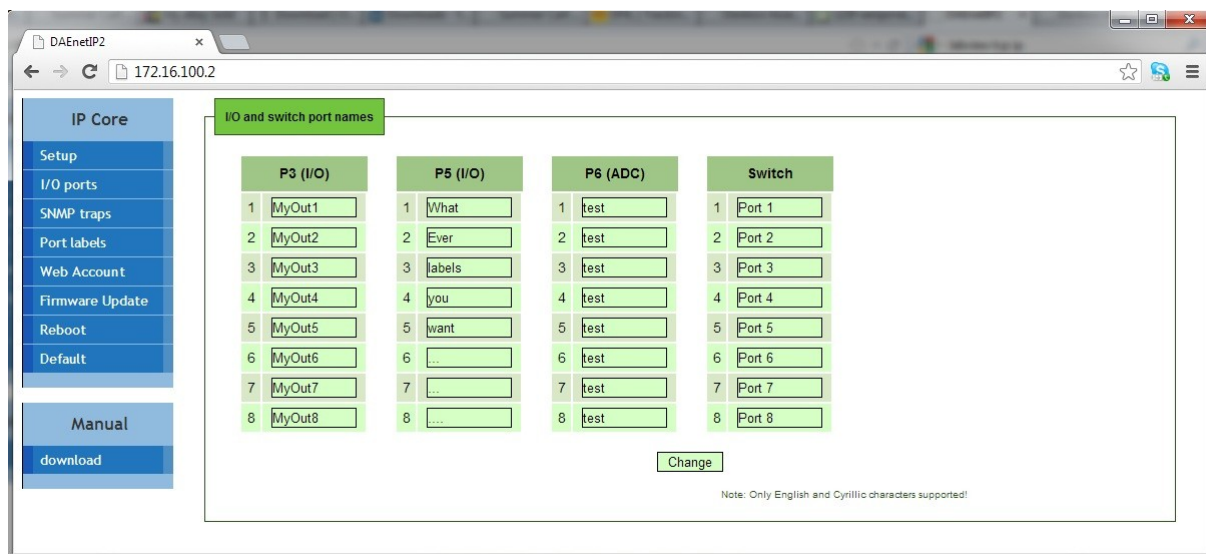 DAEnetIP2
172.16.100.2
IP Core
Setup
I/O ports
SNMP traps
Port labels
Web Account
Firmware Update
Reboot
Default
Manual
download
I/O and switch port names
P3 (I/O) P5 (I/O) P6 (ADC) Switch
1 MyOut1 1 What 1 test 1 Port 1
2 MyOut2 2 Ever 2 test 2 Port 2
3 MyOut3 3 labels 3 test 3 Port 3
4 MyOut4 4 you 4 test 4 Port 4
5 MyOut5 5 want 5 test 5 Port 5
6 MyOut6 6 ... 6 test 6 Port 6
7 MyOut7 7 ... 7 test 7 Port 7
8 MyOut8 8 .... 8 test 8 Port 8
Change
Note: Only English and Cyrillic characters supported!